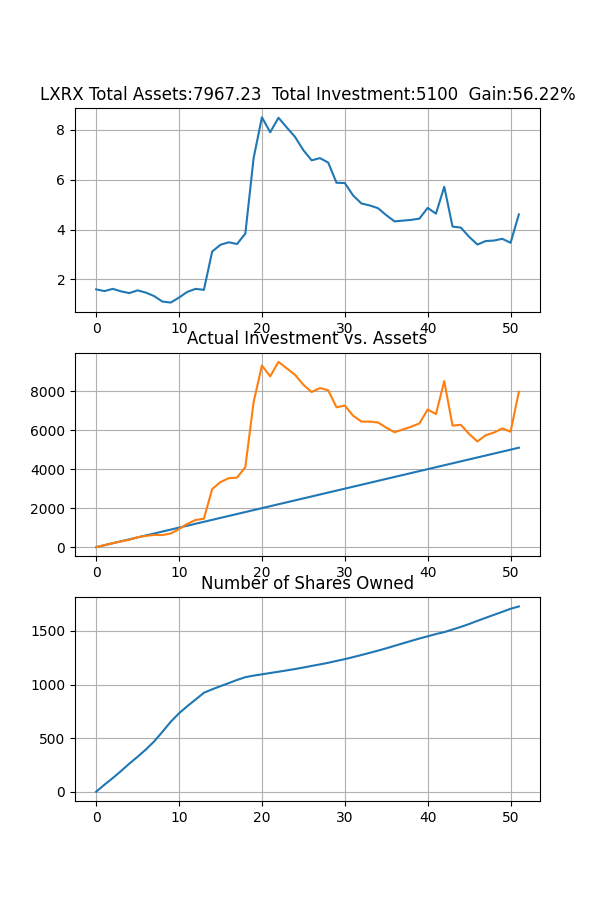 LXRX Total Assets:7967.23  Total Investment:5100  Gain:56.22%
8
6
4
2
0 10 20 30 40 50
Actual Investment vs. Assets
8000
6000
4000
2000
0
0 10 20 30 40 50
Number of Shares Owned
1500
1000
500
0
0 10 20 30 40 50